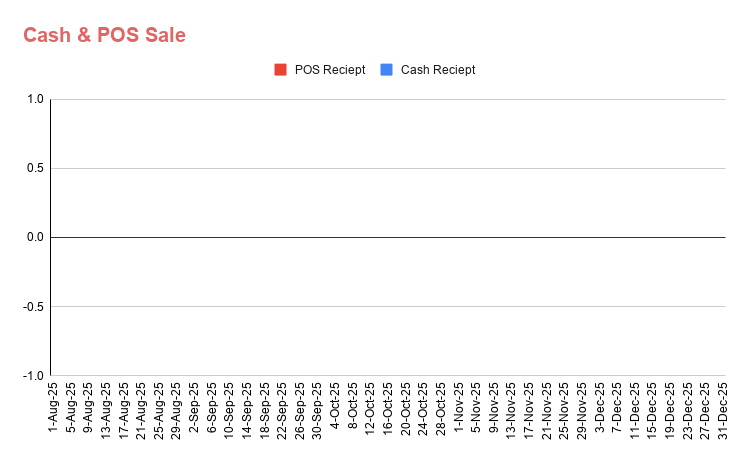 Cash & POS Sale
POS Reciept
Cash Reciept
1.0
0.5
0.0
-0.5
-1.0
1-Aug-25
5-Aug-25
9-Aug-25
13-Aug-25
17-Aug-25
21-Aug-25
25-Aug-25
29-Aug-25
2-Sep-25
6-Sep-25
10-Sep-25
14-Sep-25
18-Sep-25
22-Sep-25
26-Sep-25
30-Sep-25
4-Oct-25
8-Oct-25
12-Oct-25
16-Oct-25
20-Oct-25
24-Oct-25
28-Oct-25
1-Nov-25
5-Nov-25
9-Nov-25
13-Nov-25
17-Nov-25
21-Nov-25
25-Nov-25
29-Nov-25
3-Dec-25
7-Dec-25
11-Dec-25
15-Dec-25
19-Dec-25
23-Dec-25
27-Dec-25
31-Dec-25